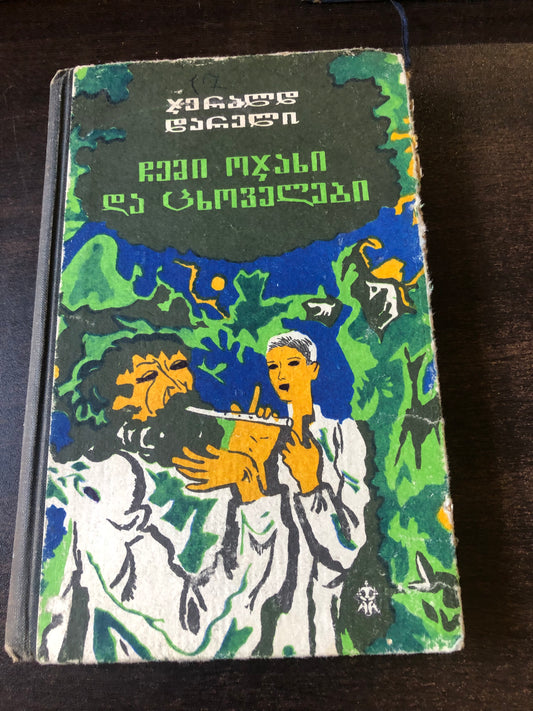 ჯერალდ
დარელი
ჩემი ოჯახი
და ცხოველები